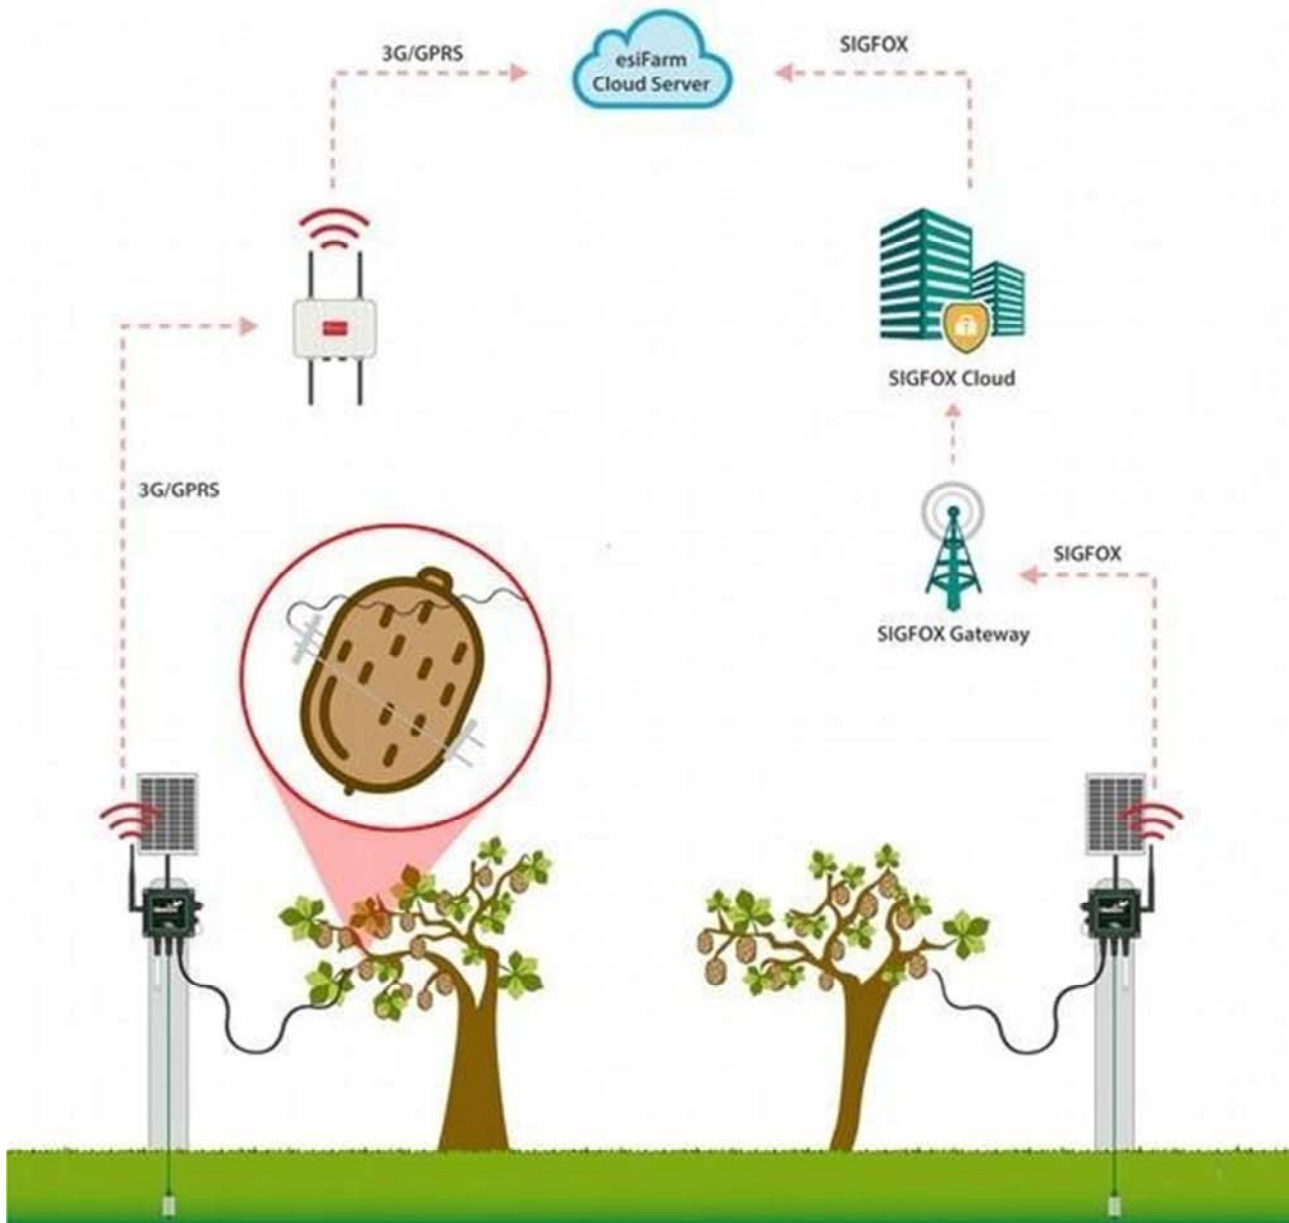 3G/GPRS
esiFarm
Cloud Server
SIGFOX
SIGFOX Cloud
3G/GPRS
SIGFOX
SIGFOX Gateway